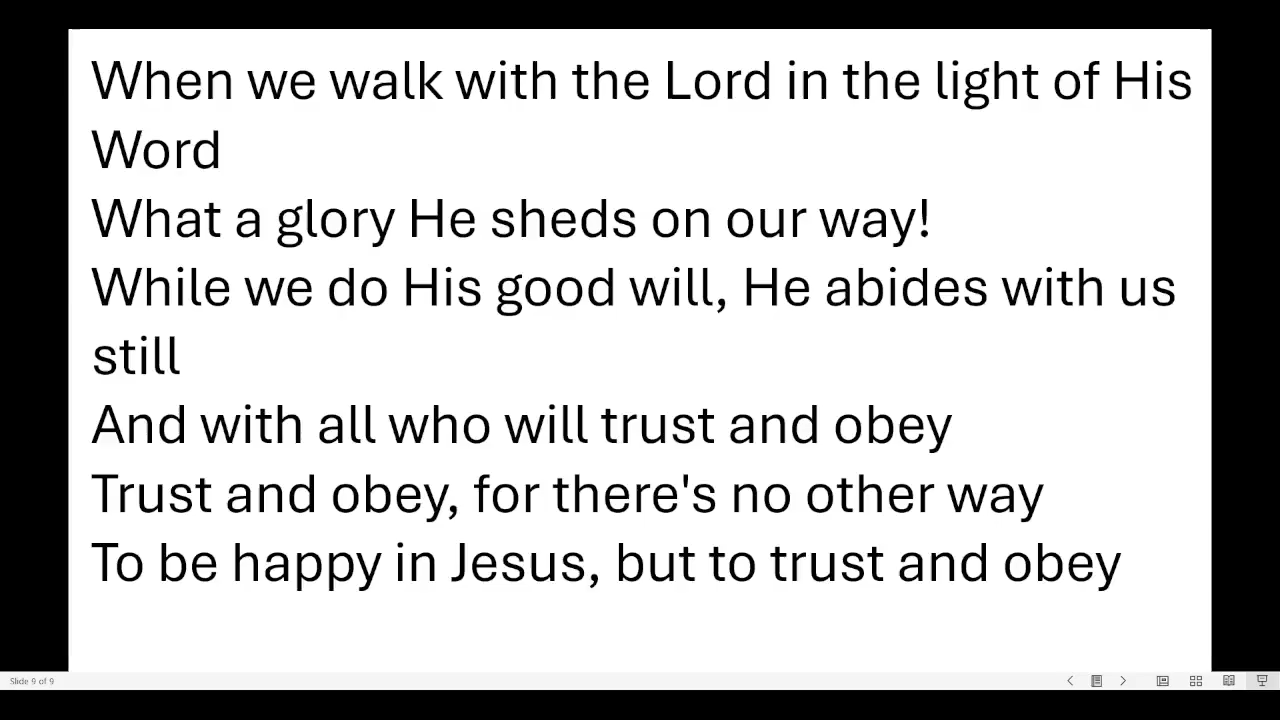 When we walk with the Lord in the light of His
Word
What a glory He sheds on our way!
While we do His good will, He abides with us
still
And with all who will trust and obey
Trust and obey, for there's no other way
To be happy in Jesus, but to trust and obey
Slide 9 of 9